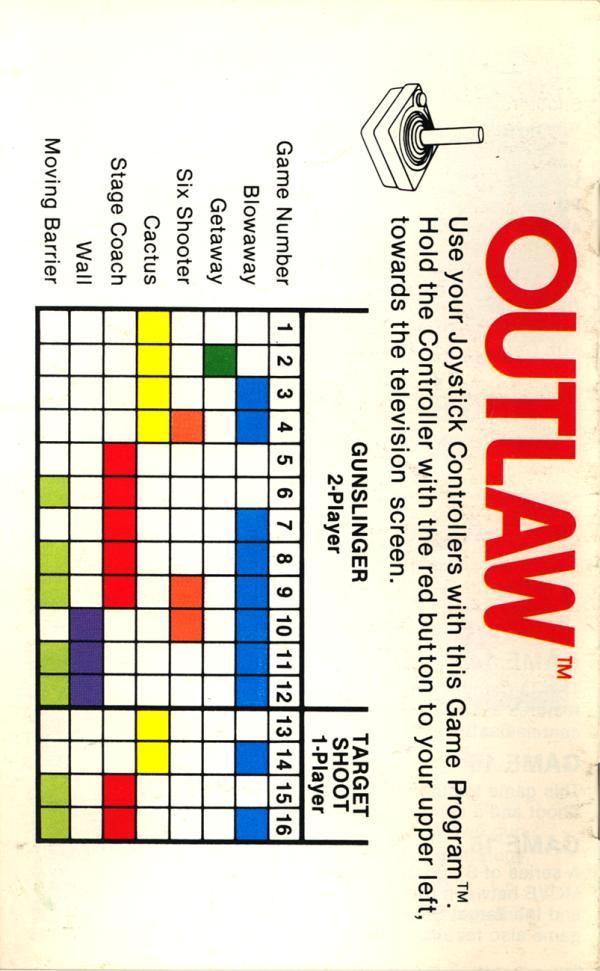 OUTLAW™
Use your Joystick Controllers with this Game Program™.
Hold the Controller with the red button to your upper left,
towards the television screen.
GUNSLINGER
2-Player
TARGET
SHOOT
1-Player
Game Number 1 2 3 4 5 6 7 8 9 10 11 12 13 14 15 16
Blowaway
Getaway
Six Shooter
Cactus
Stage Coach
Wall
Moving Barrier